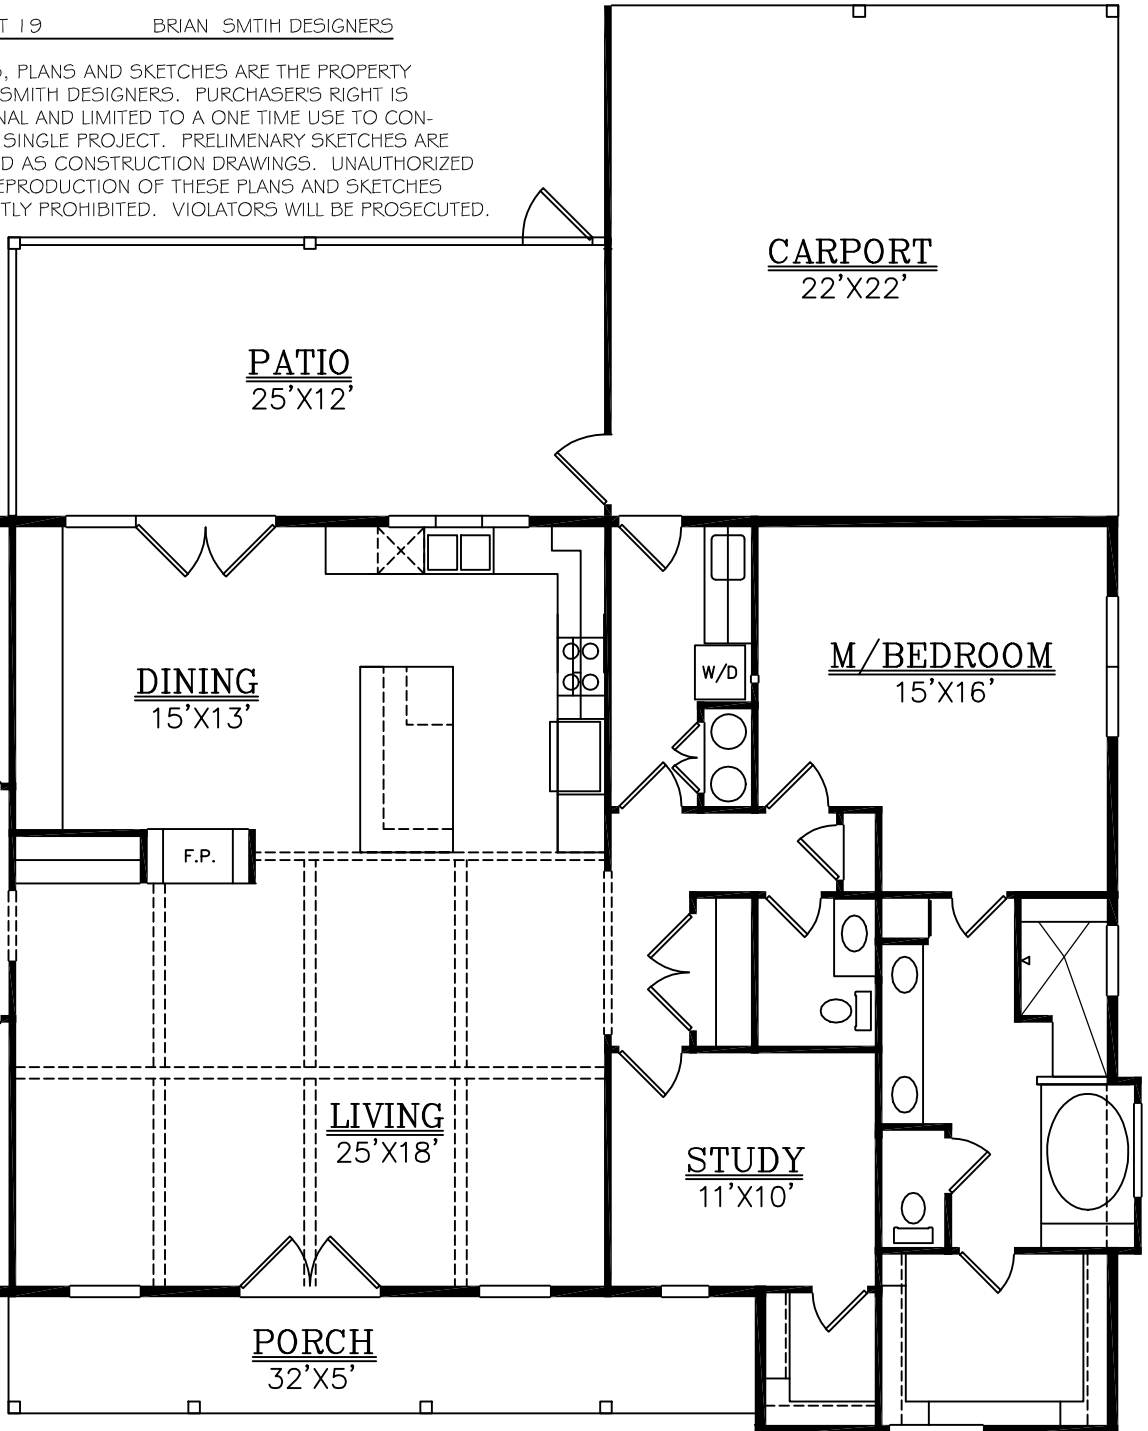 T 19 BRIAN SMTIH DESIGNERS
S, PLANS AND SKETCHES ARE THE PROPERTY
SMITH DESIGNERS. PURCHASER'S RIGHT IS
NAL AND LIMITED TO A ONE TIME USE TO CON-
SINGLE PROJECT. PRELIMENARY SKETCHES ARE
D AS CONSTRUCTION DRAWINGS. UNAUTHORIZED
EPRODUCTION OF THESE PLANS AND SKETCHES
TLY PROHIBITED. VIOLATORS WILL BE PROSECUTED.
CARPORT
22'X22'
PATIO
25'X12'
DINING
15'X13'
W/D
M/BEDROOM
15'X16'
F.P.
LIVING
25'X18'
STUDY
11'X10'
PORCH
32'X5'